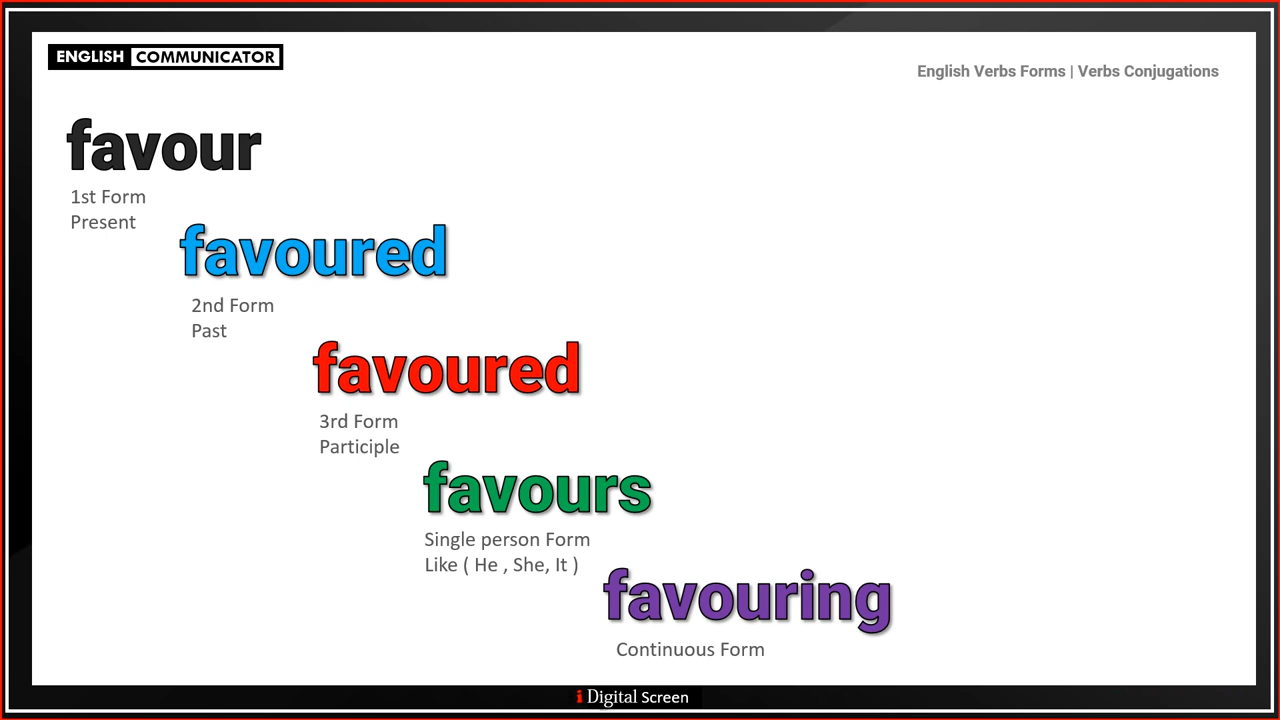 ENGLISH COMMUNICATOR
English Verbs Forms | Verbs Conjugations
favour
1st Form
Present
favoured
2nd Form
Past
favoured
3rd Form
Participle
favours
Single person Form
Like ( He , She, It )
favouring
Continuous Form
i Digital Screen